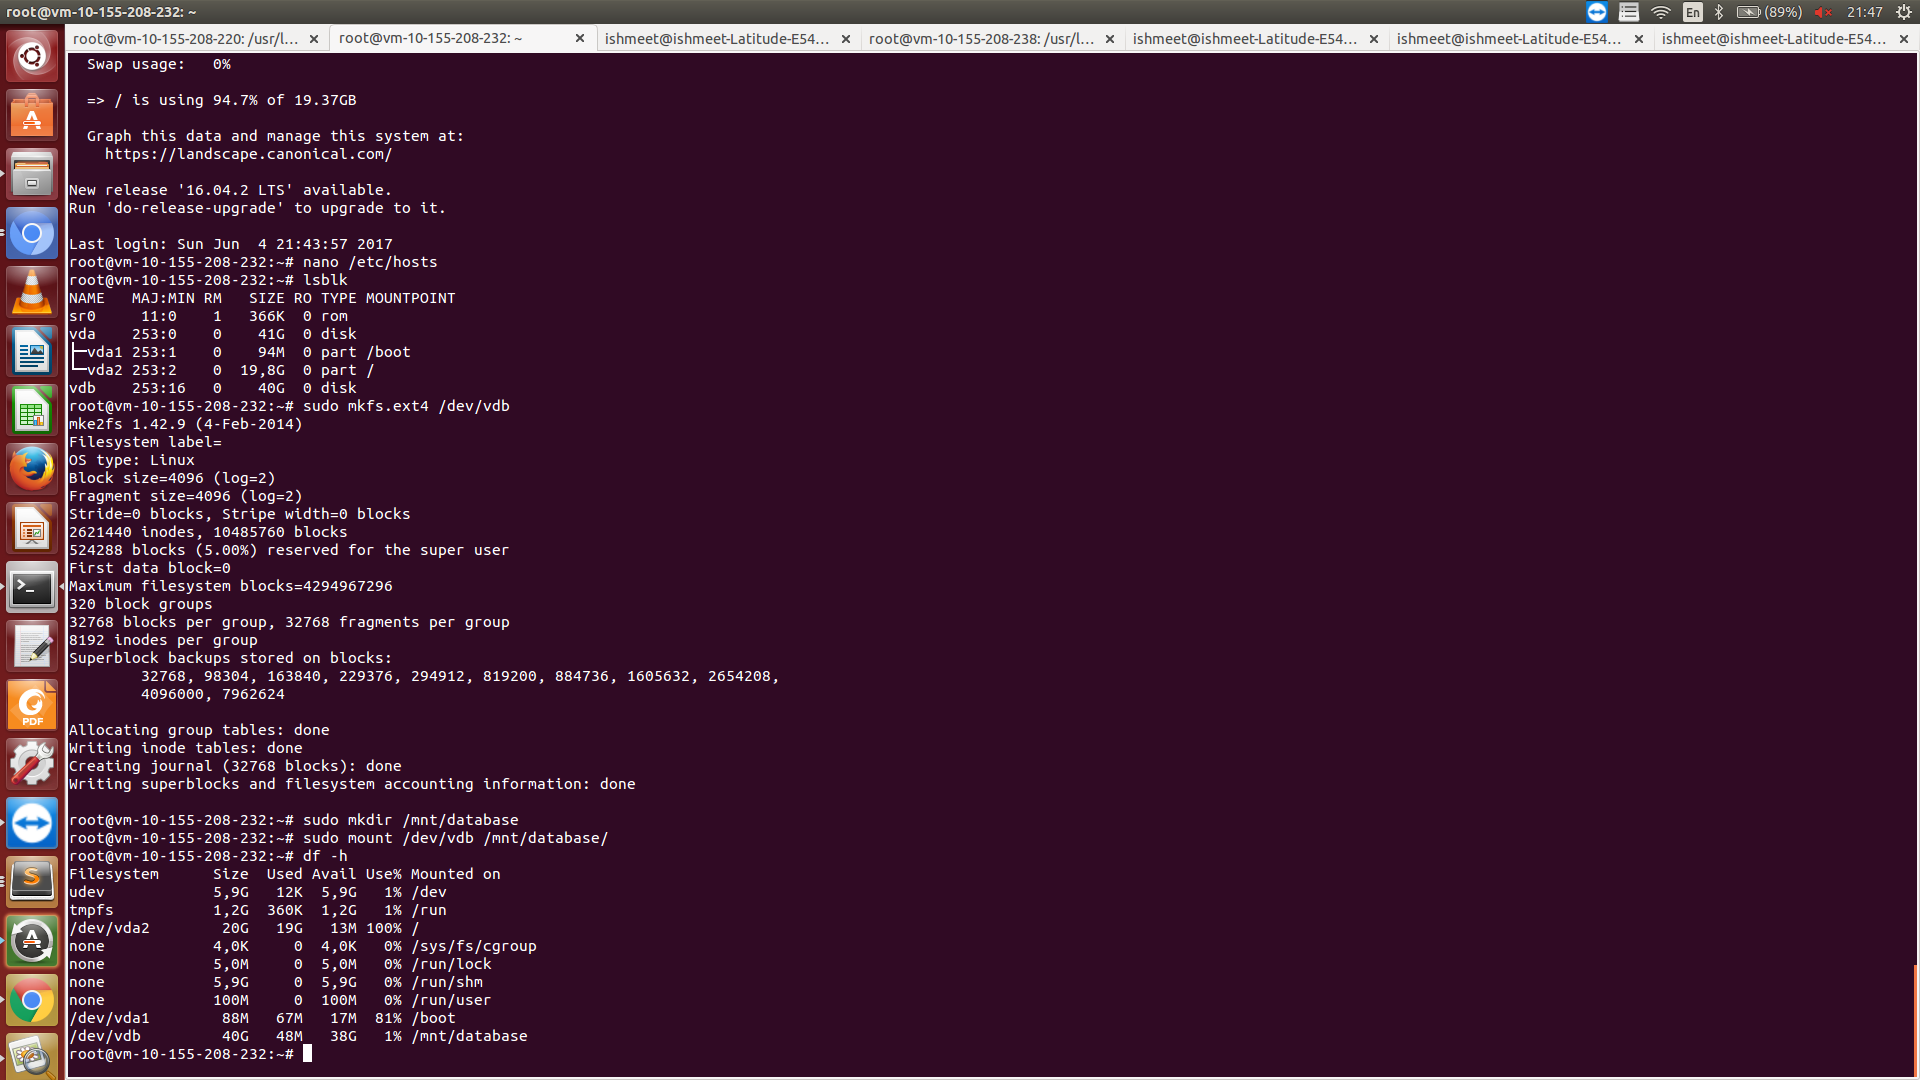 root@vm-10-155-208-232: ~
En
(89%)
21:47
root@vm-10-155-208-220: /usr/l...
root@vm-10-155-208-232: ~
ishmeet@ishmeet-Latitude-E54...
root@vm-10-155-208-238: /usr/l...
ishmeet@ishmeet-Latitude-E54...
ishmeet@ishmeet-Latitude-E54...
ishmeet@ishmeet-Latitude-E54...
  Swap usage:   0%
  => / is using 94.7% of 19.37GB
  Graph this data and manage this system at:
    https://landscape.canonical.com/
New release '16.04.2 LTS' available.
Run 'do-release-upgrade' to upgrade to it.
Last login: Sun Jun  4 21:43:57 2017
root@vm-10-155-208-232:~# nano /etc/hosts
root@vm-10-155-208-232:~# lsblk
NAME   MAJ:MIN RM   SIZE RO TYPE MOUNTPOINT
sr0     11:0    1   366K  0 rom
vda    253:0    0    41G  0 disk
├─vda1 253:1    0    94M  0 part /boot
└─vda2 253:2    0  19,8G  0 part /
vdb    253:16   0    40G  0 disk
root@vm-10-155-208-232:~# sudo mkfs.ext4 /dev/vdb
mke2fs 1.42.9 (4-Feb-2014)
Filesystem label=
OS type: Linux
Block size=4096 (log=2)
Fragment size=4096 (log=2)
Stride=0 blocks, Stripe width=0 blocks
2621440 inodes, 10485760 blocks
524288 blocks (5.00%) reserved for the super user
First data block=0
Maximum filesystem blocks=4294967296
320 block groups
32768 blocks per group, 32768 fragments per group
8192 inodes per group
Superblock backups stored on blocks:
        32768, 98304, 163840, 229376, 294912, 819200, 884736, 1605632, 2654208,
        4096000, 7962624
Allocating group tables: done
Writing inode tables: done
Creating journal (32768 blocks): done
Writing superblocks and filesystem accounting information: done
root@vm-10-155-208-232:~# sudo mkdir /mnt/database
root@vm-10-155-208-232:~# sudo mount /dev/vdb /mnt/database/
root@vm-10-155-208-232:~# df -h
Filesystem      Size  Used Avail Use% Mounted on
udev            5,9G   12K  5,9G   1% /dev
tmpfs           1,2G  360K  1,2G   1% /run
/dev/vda2        20G   19G   13M 100% /
none            4,0K     0  4,0K   0% /sys/fs/cgroup
none            5,0M     0  5,0M   0% /run/lock
none            5,9G     0  5,9G   0% /run/shm
none            100M     0  100M   0% /run/user
/dev/vda1        88M   67M   17M  81% /boot
/dev/vdb         40G   48M   38G   1% /mnt/database
root@vm-10-155-208-232:~#
PDF